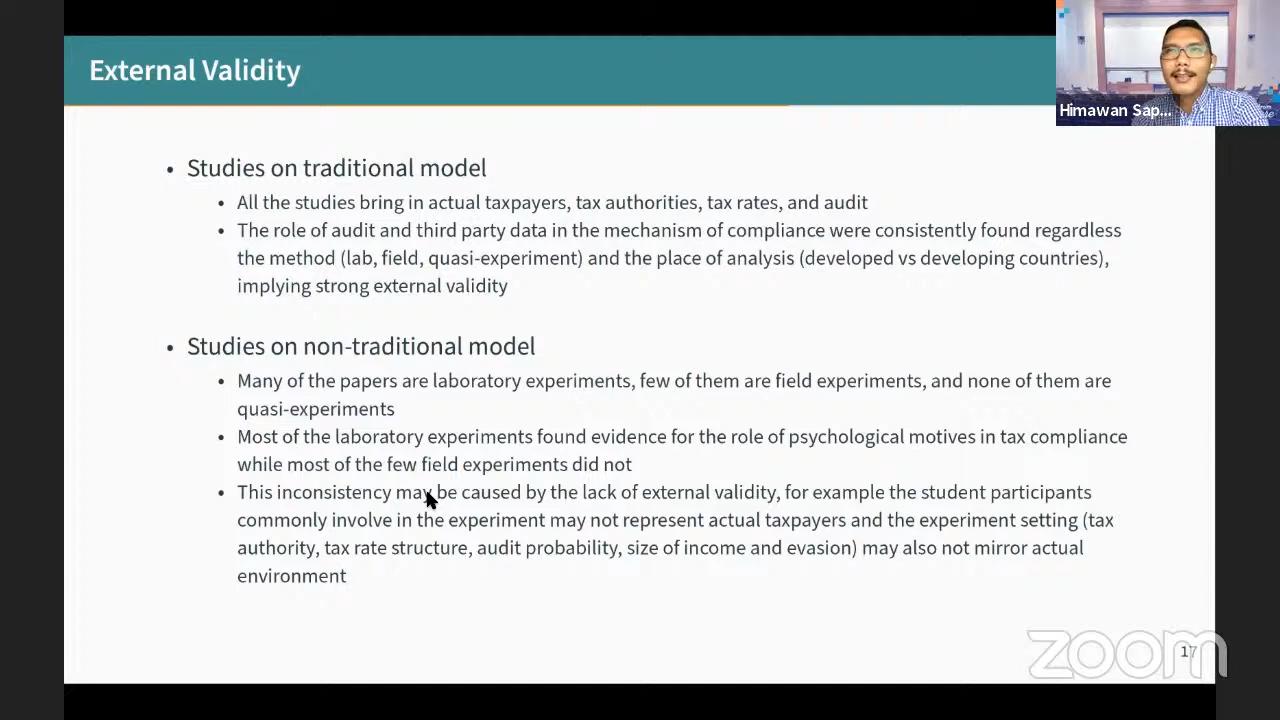 External Validity
Himawan Sap...
• Studies on traditional model
• All the studies bring in actual taxpayers, tax authorities, tax rates, and audit
• The role of audit and third party data in the mechanism of compliance were consistently found regardless
the method (lab, field, quasi-experiment) and the place of analysis (developed vs developing countries),
implying strong external validity
• Studies on non-traditional model
• Many of the papers are laboratory experiments, few of them are field experiments, and none of them are
quasi-experiments
• Most of the laboratory experiments found evidence for the role of psychological motives in tax compliance
while most of the few field experiments did not
• This inconsistency may be caused by the lack of external validity, for example the student participants
commonly involve in the experiment may not represent actual taxpayers and the experiment setting (tax
authority, tax rate structure, audit probability, size of income and evasion) may also not mirror actual
environment
zoom
17